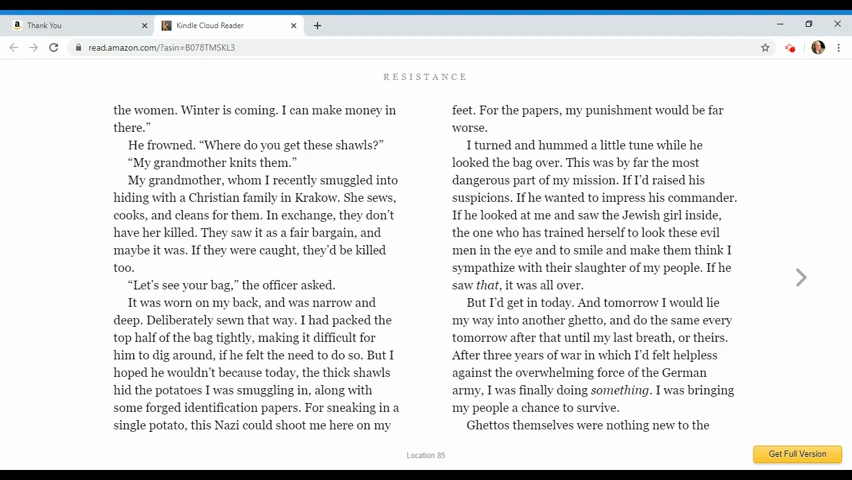 Thank You
Kindle Cloud Reader
read.amazon.com/?asin=B078TMSKL3
RESISTANCE
the women. Winter is coming. I can make money in
there.”
He frowned. “Where do you get these shawls?”
“My grandmother knits them.”
My grandmother, whom I recently smuggled into
hiding with a Christian family in Krakow. She sews,
cooks, and cleans for them. In exchange, they don’t
have her killed. They saw it as a fair bargain, and
maybe it was. If they were caught, they’d be killed
too.
“Let’s see your bag,” the officer asked.
It was worn on my back, and was narrow and
deep. Deliberately sewn that way. I had packed the
top half of the bag tightly, making it difficult for
him to dig around, if he felt the need to do so. But I
hoped he wouldn’t because today, the thick shawls
hid the potatoes I was smuggling in, along with
some forged identification papers. For sneaking in a
single potato, this Nazi could shoot me here on my
feet. For the papers, my punishment would be far
worse.
I turned and hummed a little tune while he
looked the bag over. This was by far the most
dangerous part of my mission. If I’d raised his
suspicions. If he wanted to impress his commander.
If he looked at me and saw the Jewish girl inside,
the one who has trained herself to look these evil
men in the eye and to smile and make them think I
sympathize with their slaughter of my people. If he
saw that, it was all over.
But I’d get in today. And tomorrow I would lie
my way into another ghetto, and do the same every
tomorrow after that until my last breath, or theirs.
After three years of war in which I’d felt helpless
against the overwhelming force of the German
army, I was finally doing something. I was bringing
my people a chance to survive.
Ghettos themselves were nothing new to the
Location 85
Get Full Version